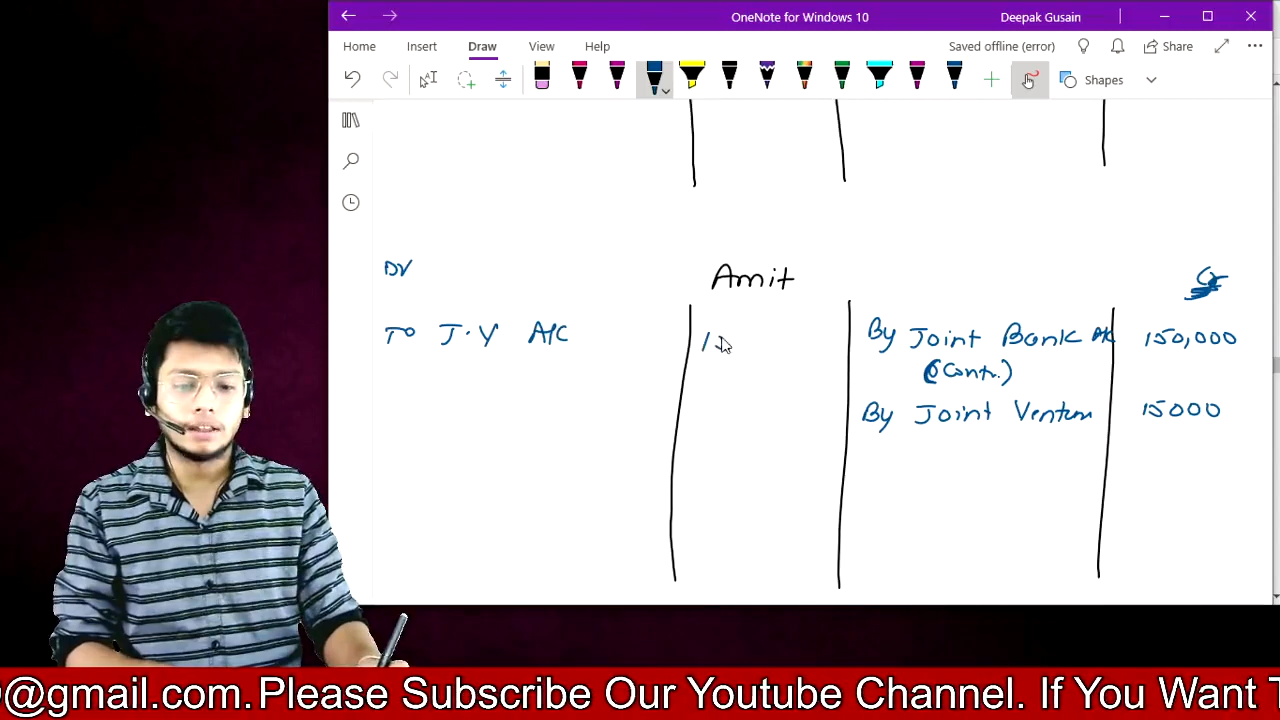 OneNote for Windows 10
Deepak Gusain
Home Insert Draw View Help
Saved offline (error)
Share
Shapes
Dr
Amit
Cr
To J.V A/C
By Joint Bank A/c 150,000
(Contr.)
By Joint Venture 15000
@gmail.com. Please Subscribe Our Youtube Channel. If You Want